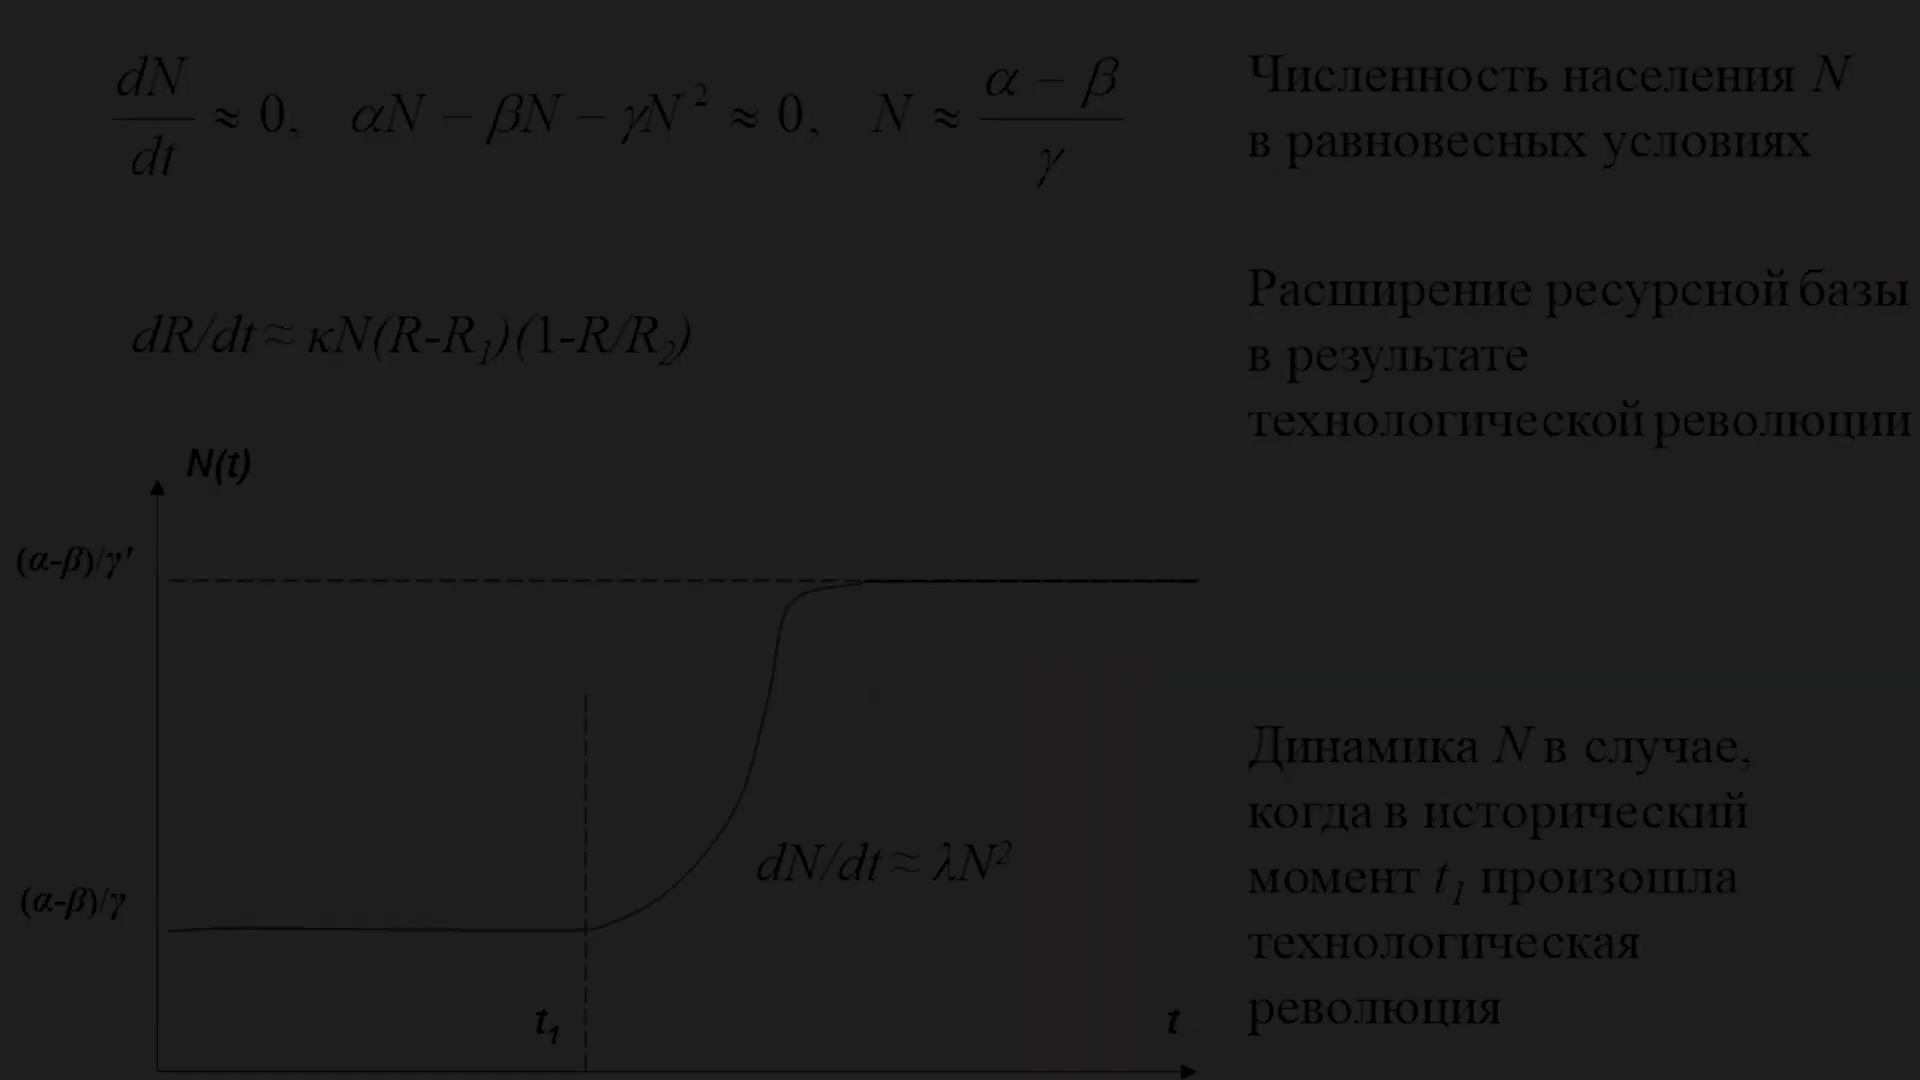 dN/dt ≈ 0, αN − βN − γN² ≈ 0, N ≈ (α − β)/γ
Численность населения N
в равновесных условиях
dR/dt ≈ κN(R-R₁)(1-R/R₂)
Расширение ресурсной базы
в результате
технологической революции
N(t)
(α-β)/γ'
(α-β)/γ
dN/dt ≈ λN²
t₁
t
Динамика N в случае,
когда в исторический
момент t₁ произошла
технологическая
революция